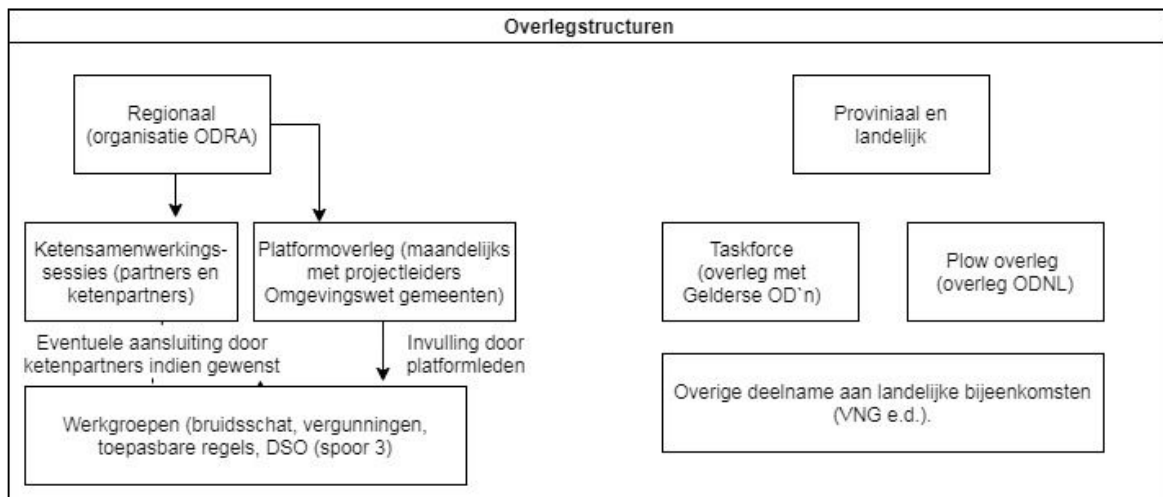 Overlegstructuren
Regionaal
(organisatie ODRA)
Proviniaal en
landelijk
Ketensamenwerkings-
sessies (partners en
ketenpartners)
Platformoverleg (maandelijks
met projectleiders
Omgevingswet gemeenten)
Taskforce
(overleg met
Gelderse OD`n)
Plow overleg
(overleg ODNL)
Eventuele aansluiting door
ketenpartners indien gewenst
Invulling door
platformleden
Werkgroepen (bruidsschat, vergunningen,
toepasbare regels, DSO (spoor 3)
Overige deelname aan landelijke bijeenkomsten
(VNG e.d.).